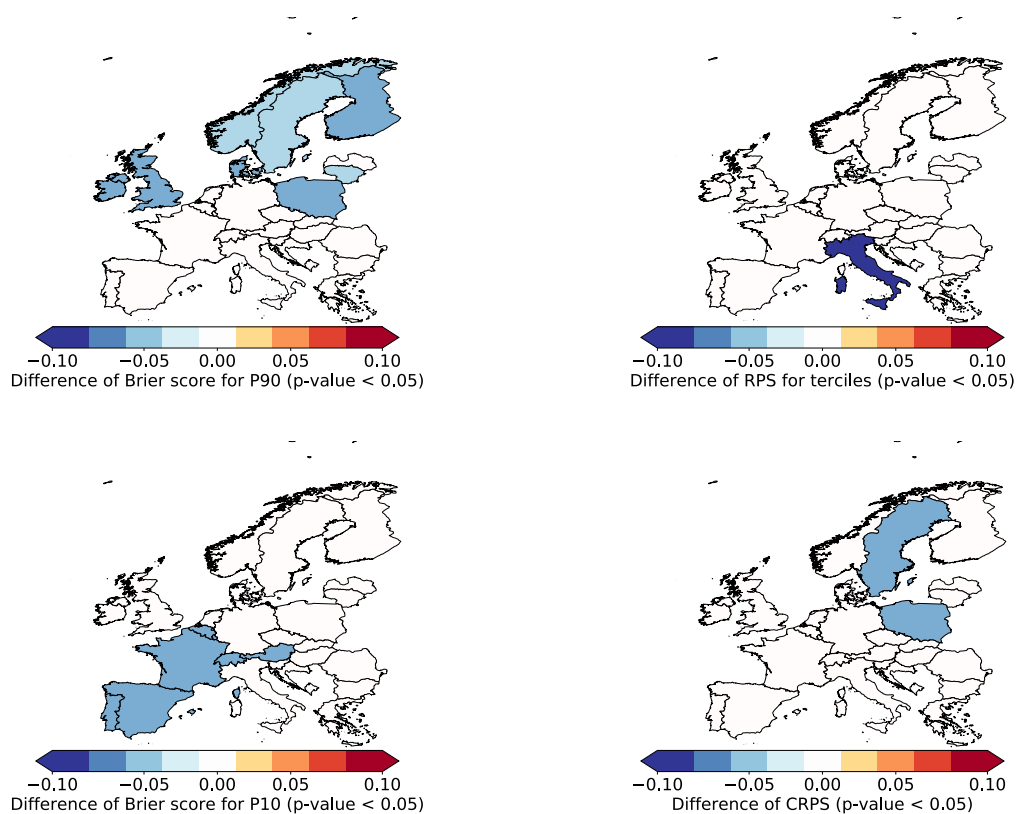 −0.10 −0.05 0.00 0.05 0.10
Difference of Brier score for P90 (p-value < 0.05)
−0.10 −0.05 0.00 0.05 0.10
Difference of RPS for terciles (p-value < 0.05)
−0.10 −0.05 0.00 0.05 0.10
Difference of Brier score for P10 (p-value < 0.05)
−0.10 −0.05 0.00 0.05 0.10
Difference of CRPS (p-value < 0.05)